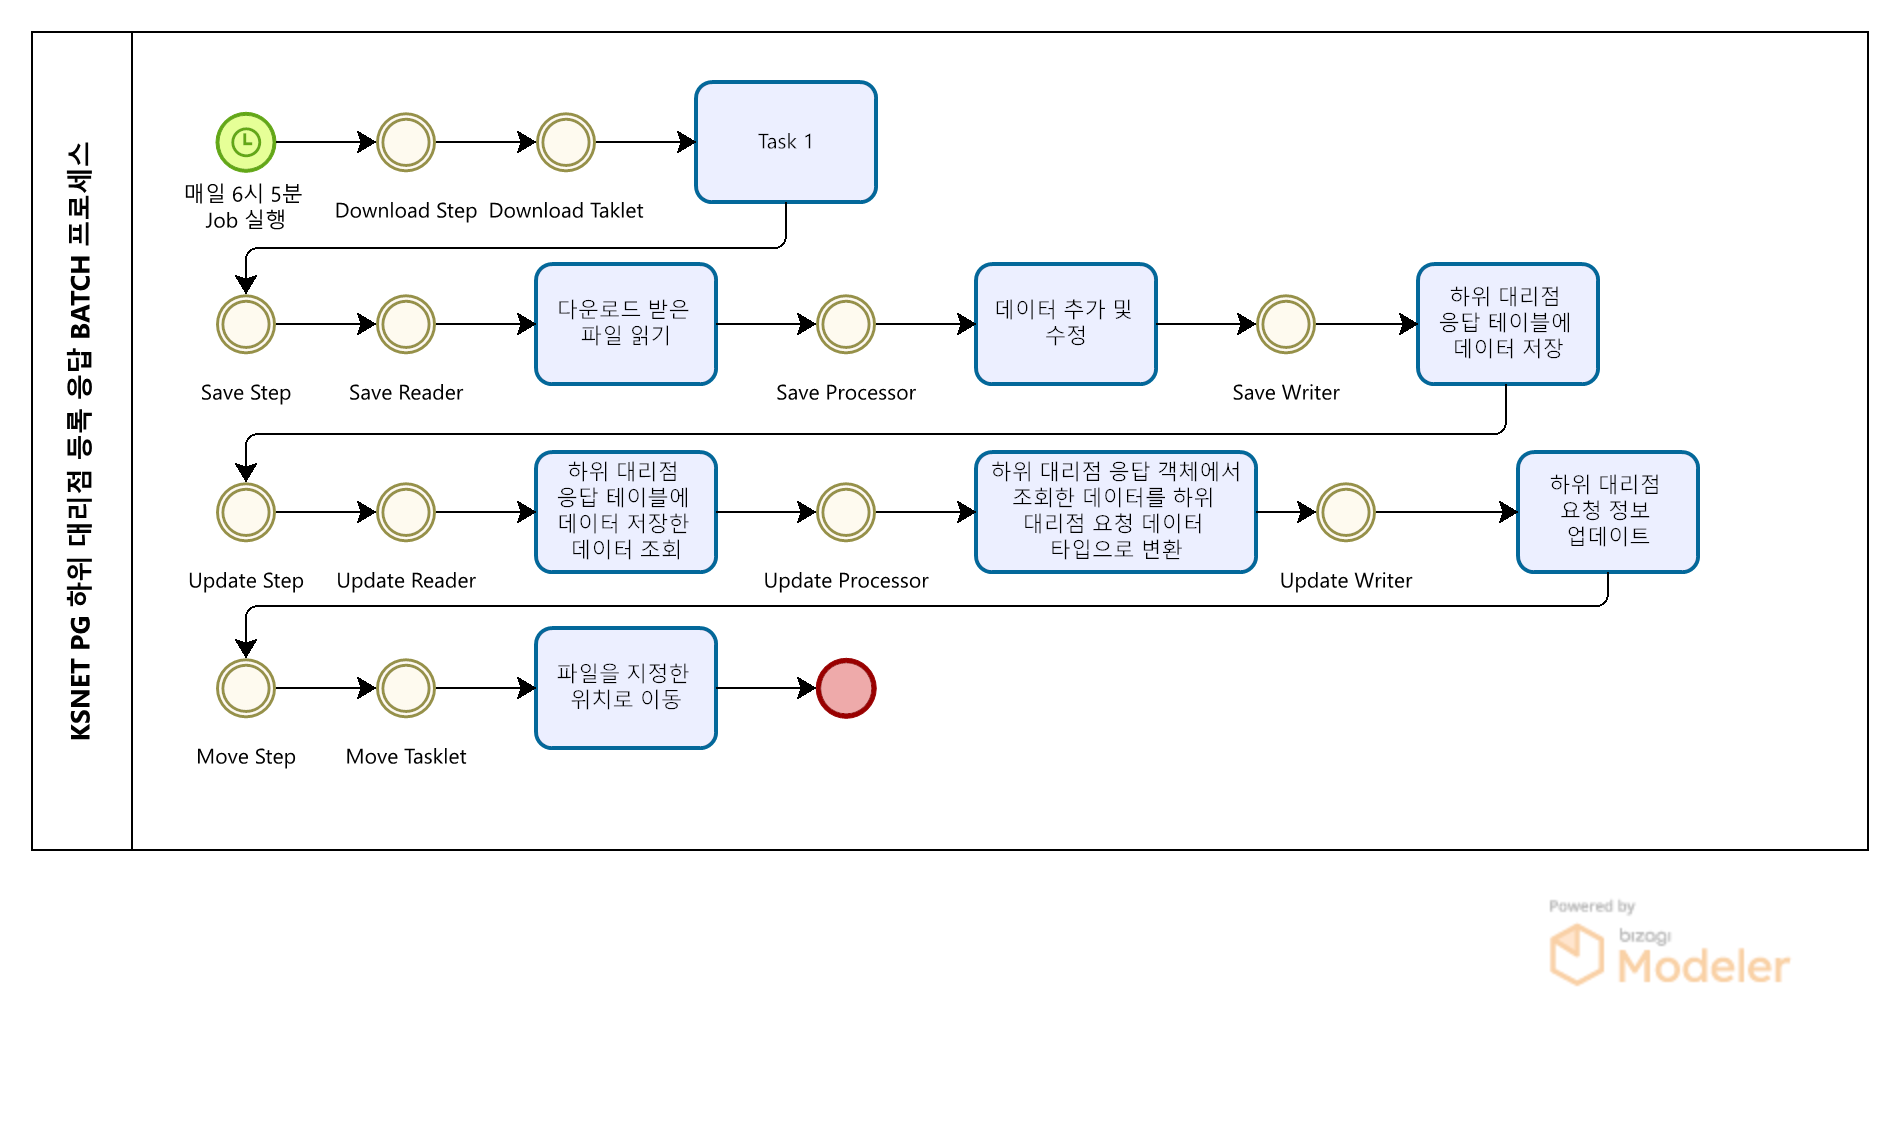 KSNET PG 하위 대리점 등록 응답 BATCH 프로세스
Task 1
매일 6시 5분
Job 실행
Download Step
Download Taklet
다운로드 받은
파일 읽기
데이터 추가 및
수정
하위 대리점
응답 테이블에
데이터 저장
Save Step
Save Reader
Save Processor
Save Writer
하위 대리점
응답 테이블에
데이터 저장한
데이터 조회
하위 대리점 응답 객체에서
조회한 데이터를 하위
대리점 요청 데이터
타입으로 변환
하위 대리점
요청 정보
업데이트
Update Step
Update Reader
Update Processor
Update Writer
파일을 지정한
위치로 이동
Move Step
Move Tasklet
Powered by
bizagi
Modeler